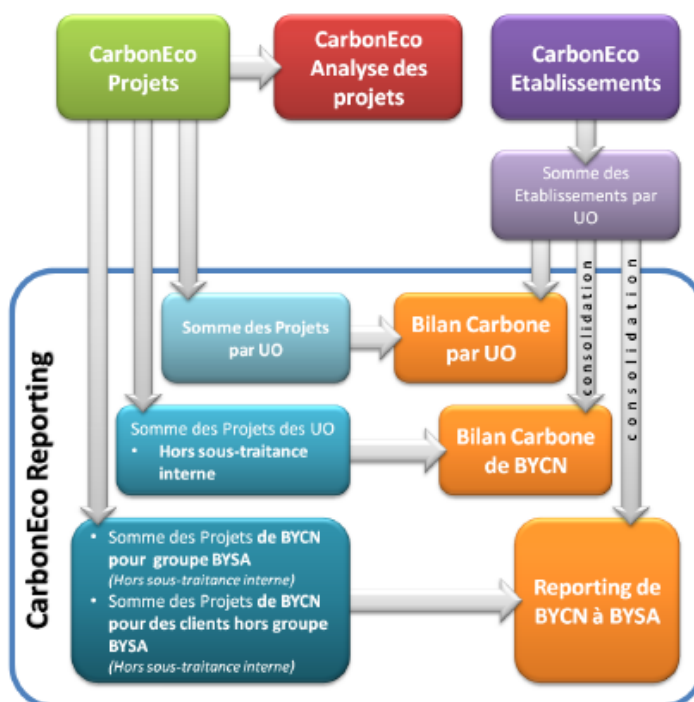 CarbonEco
Projets
CarbonEco
Analyse des
projets
CarbonEco
Etablissements
Somme des
Etablissements par
UO
CarbonEco Reporting
Somme des Projets
par UO
Bilan Carbone
par UO
consolidation
consolidation
Somme des Projets des UO
• Hors sous-traitance
interne
Bilan Carbone
de BYCN
• Somme des Projets de BYCN
pour groupe BYSA
(Hors sous-traitance interne)
• Somme des Projets de BYCN
pour des clients hors groupe
BYSA
(Hors sous-traitance interne)
Reporting de
BYCN à BYSA